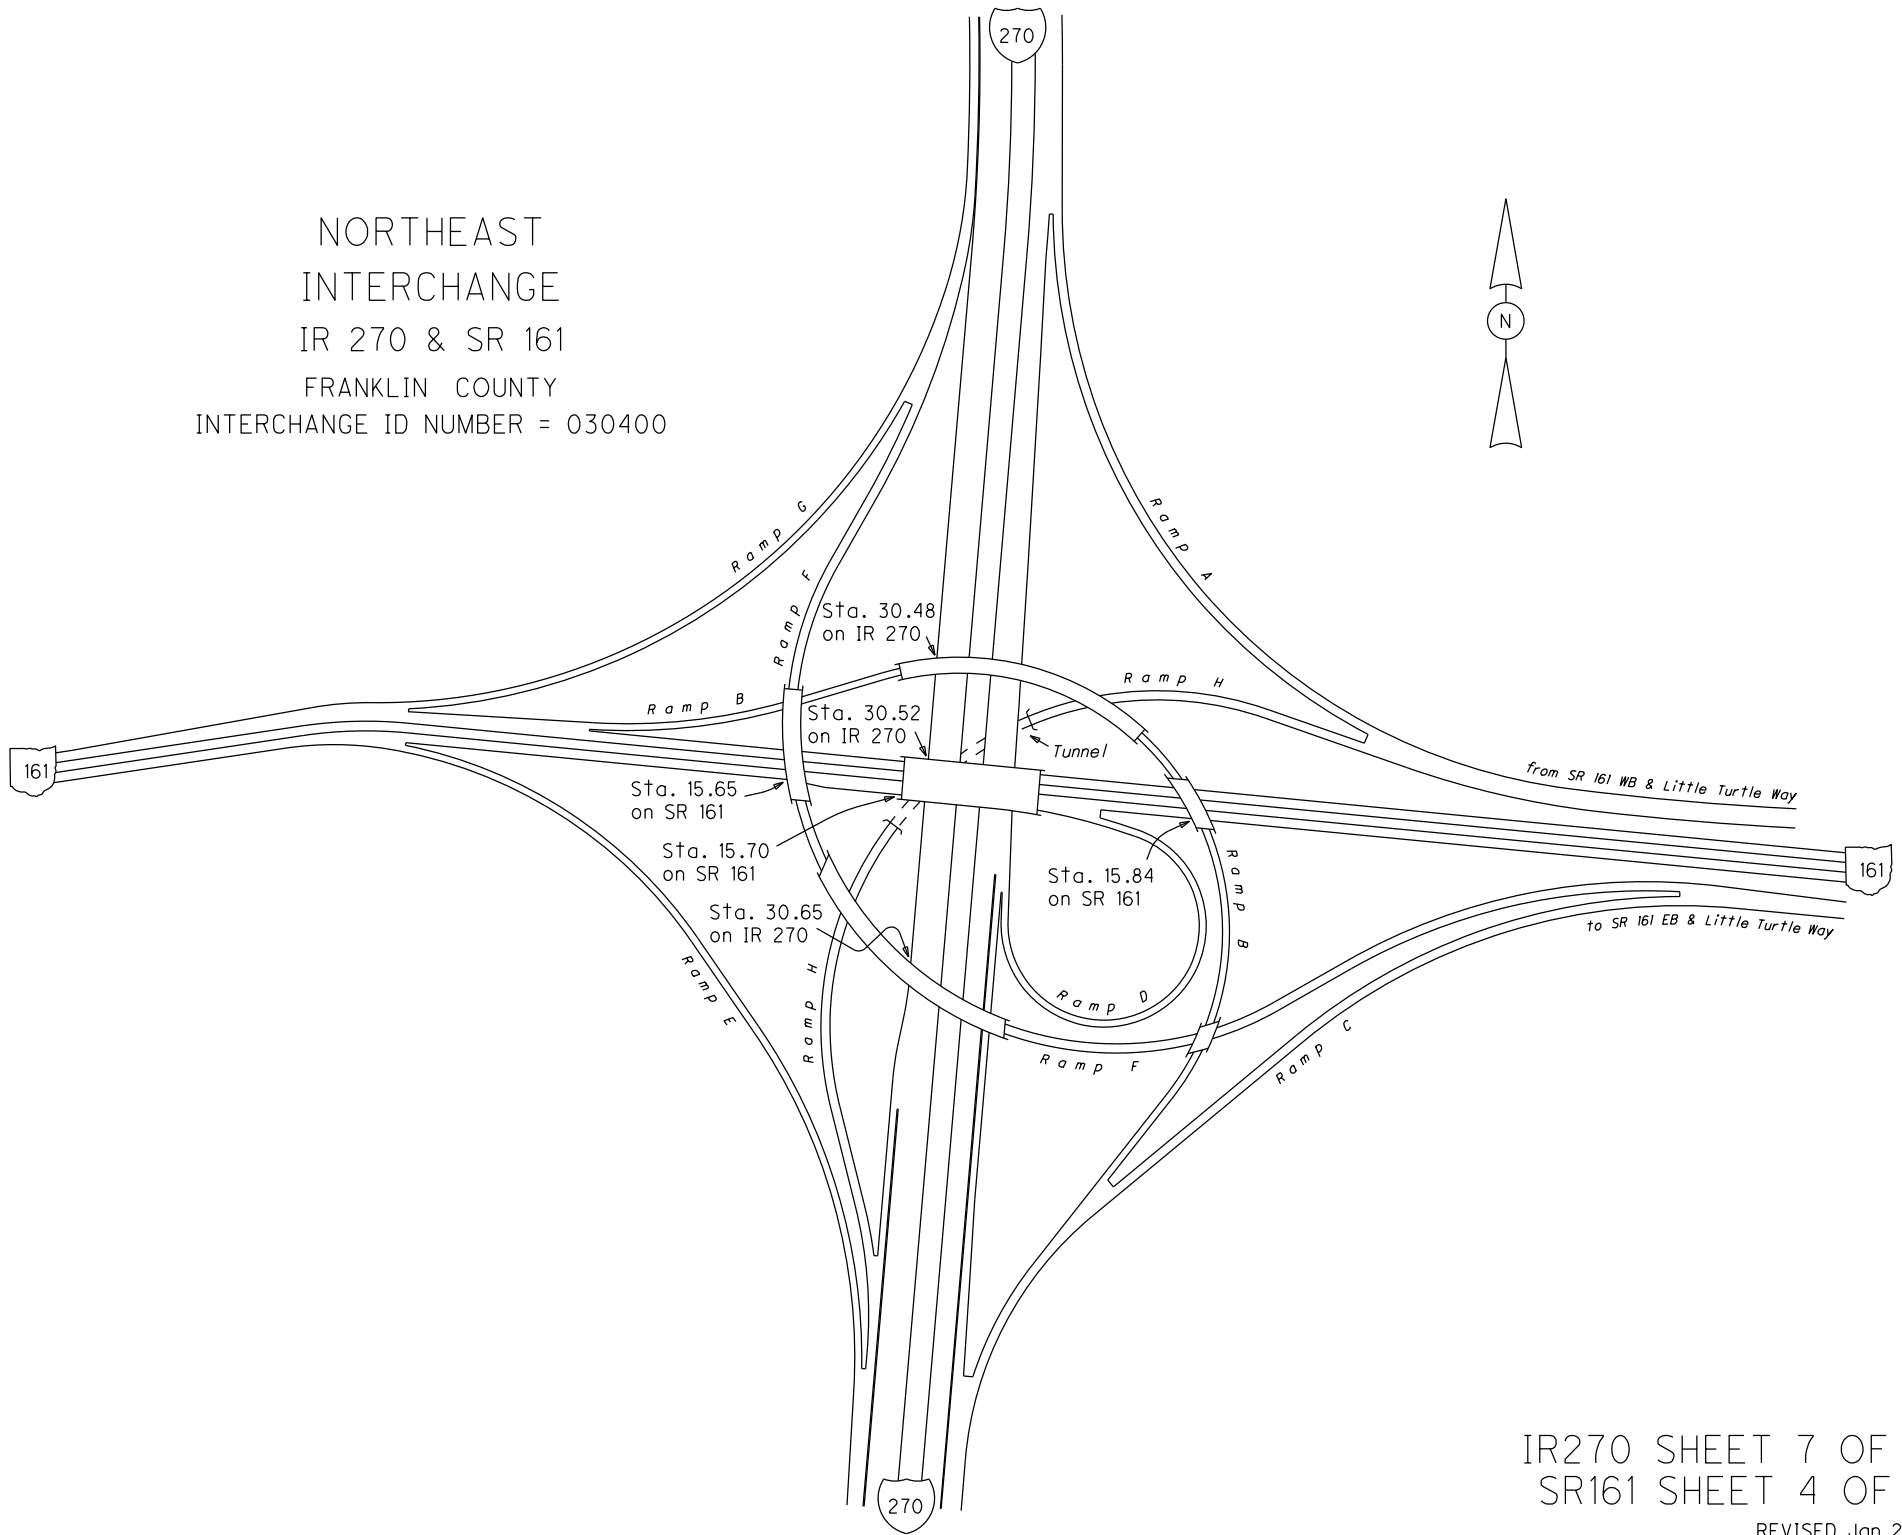 270
NORTHEAST
INTERCHANGE
IR 270 & SR 161
FRANKLIN COUNTY
INTERCHANGE ID NUMBER = 030400
N
Ramp G
Ramp A
Ramp F
Sta. 30.48
on IR 270
Ramp H
Ramp B
Sta. 30.52
on IR 270
Tunnel
161
from SR 161 WB & Little Turtle Way
Sta. 15.65
on SR 161
Sta. 15.70
on SR 161
Sta. 15.84
on SR 161
Ramp B
161
Sta. 30.65
on IR 270
to SR 161 EB & Little Turtle Way
Ramp E
Ramp H
Ramp D
Ramp F
Ramp C
270
IR270 SHEET 7 OF
SR161 SHEET 4 OF
REVISED Jan 2